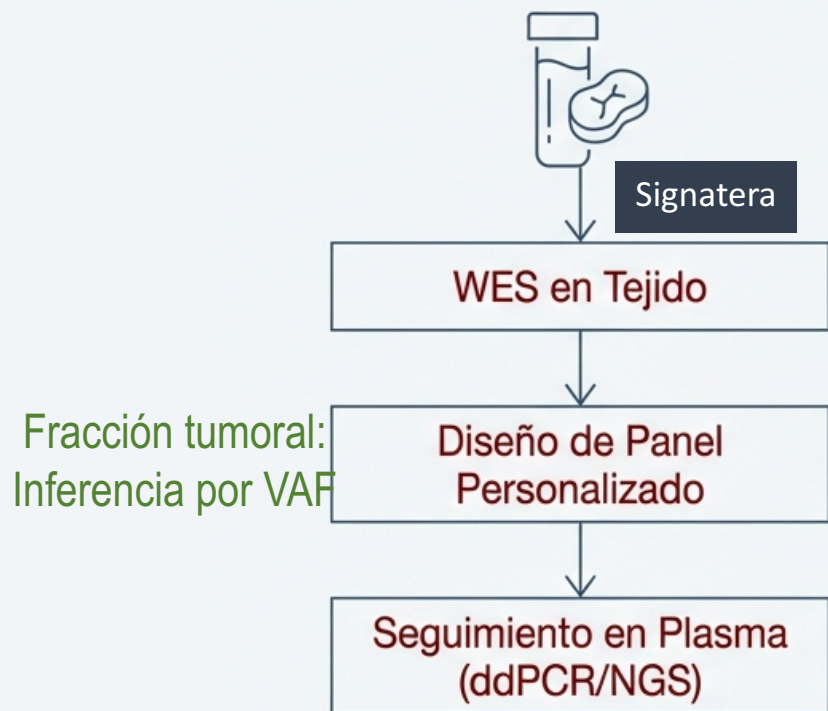 Signatera
WES en Tejido
Fracción tumoral:
Inferencia por VAF
Diseño de Panel
Personalizado
Seguimiento en Plasma
(ddPCR/NGS)